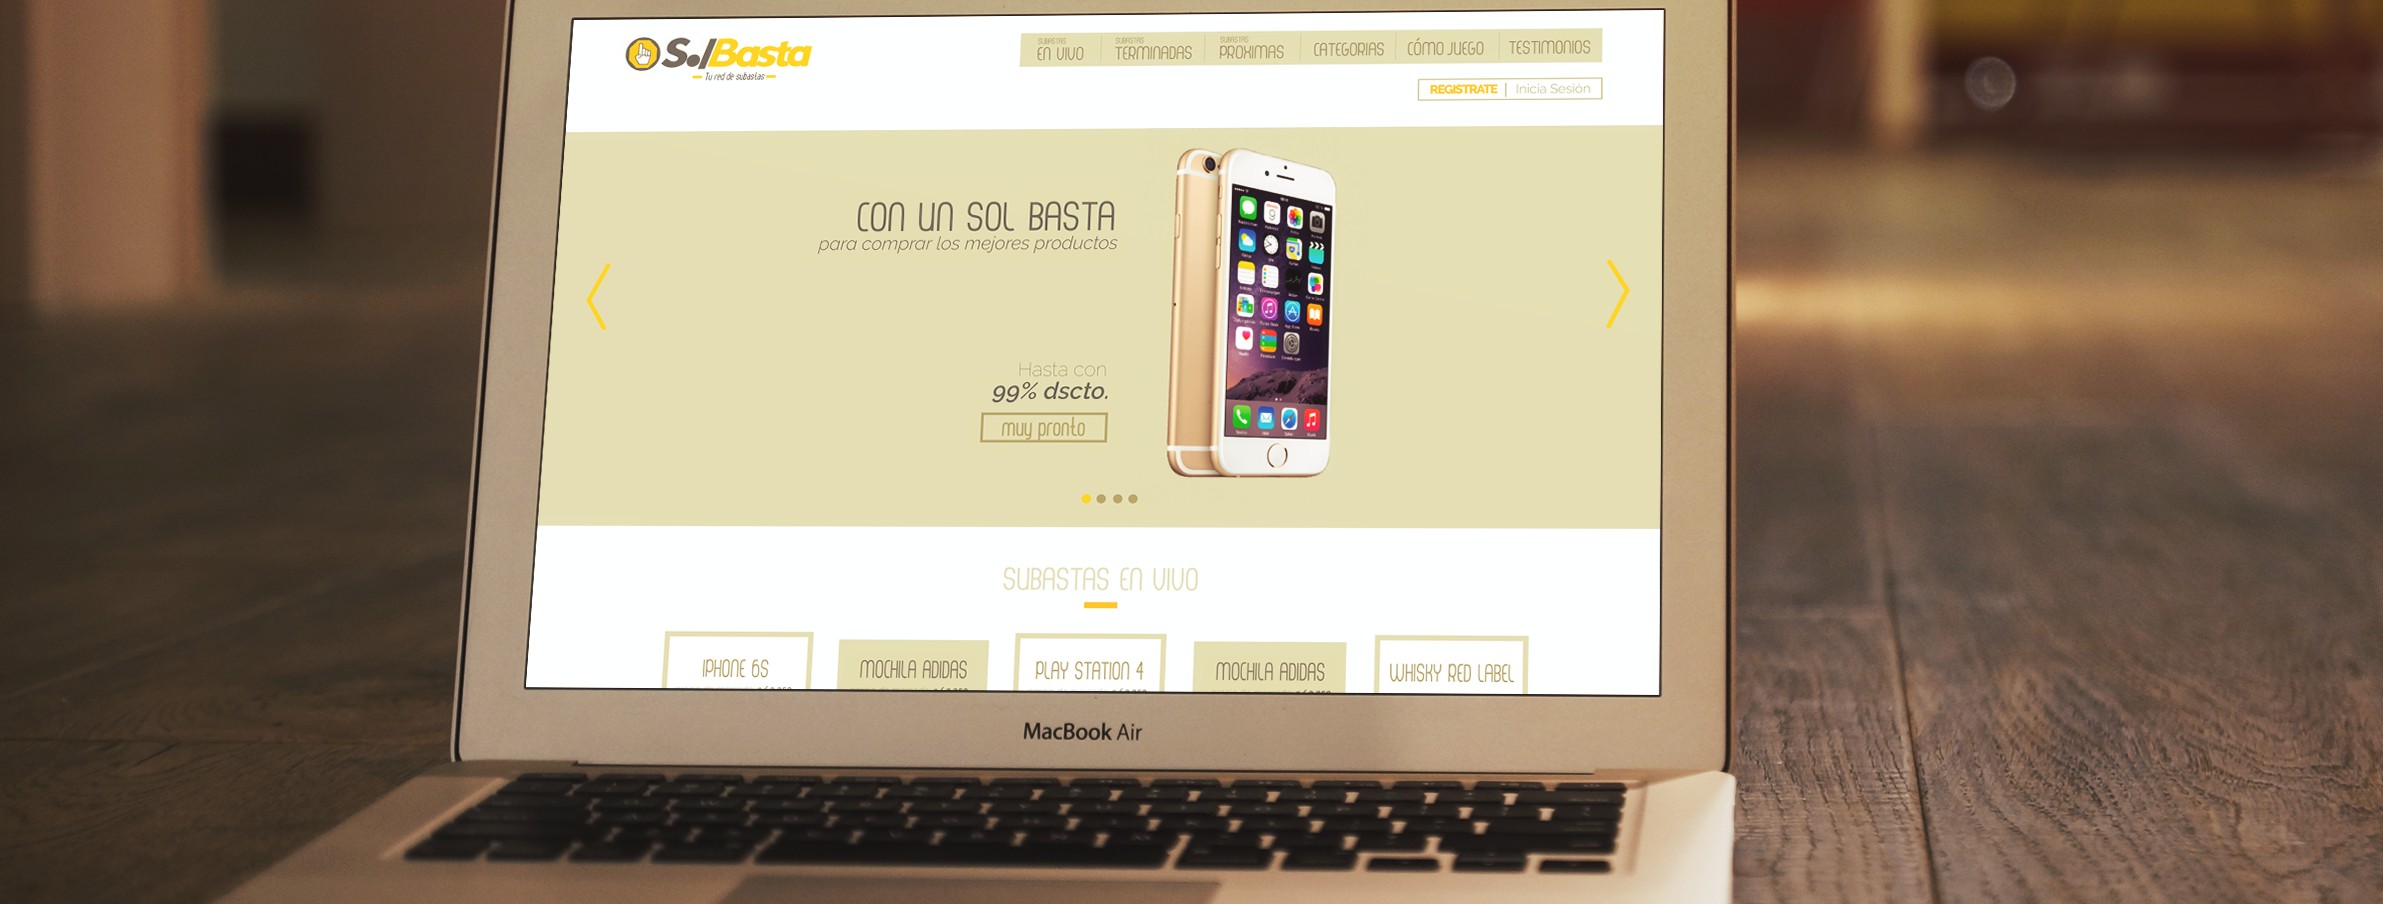 S./Basta
Tu red de subastas
SUBASTAS
EN VIVO
SUBASTAS
TERMINADAS
SUBASTAS
PROXIMAS
CATEGORIAS
CÓMO JUEGO
TESTIMONIOS
REGISTRATE | Inicia Sesión
CON UN SOL BASTA
para comprar los mejores productos
Hasta con
99% dscto.
muy pronto
SUBASTAS EN VIVO
IPHONE 6S
MOCHILA ADIDAS
PLAY STATION 4
MOCHILA ADIDAS
WHISKY RED LABEL
MacBook Air